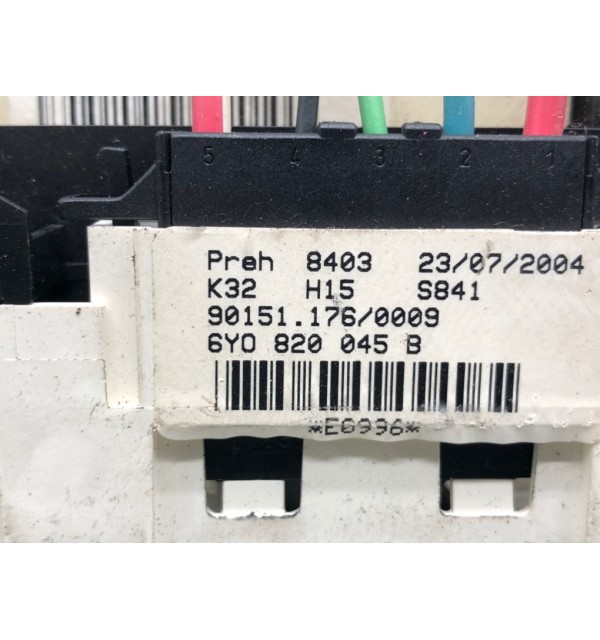 5 4 3 2 1
Preh 8403 23/07/2004
K32 H15 S841
90151.176/0009
6Y0 820 045 B
*E6996*